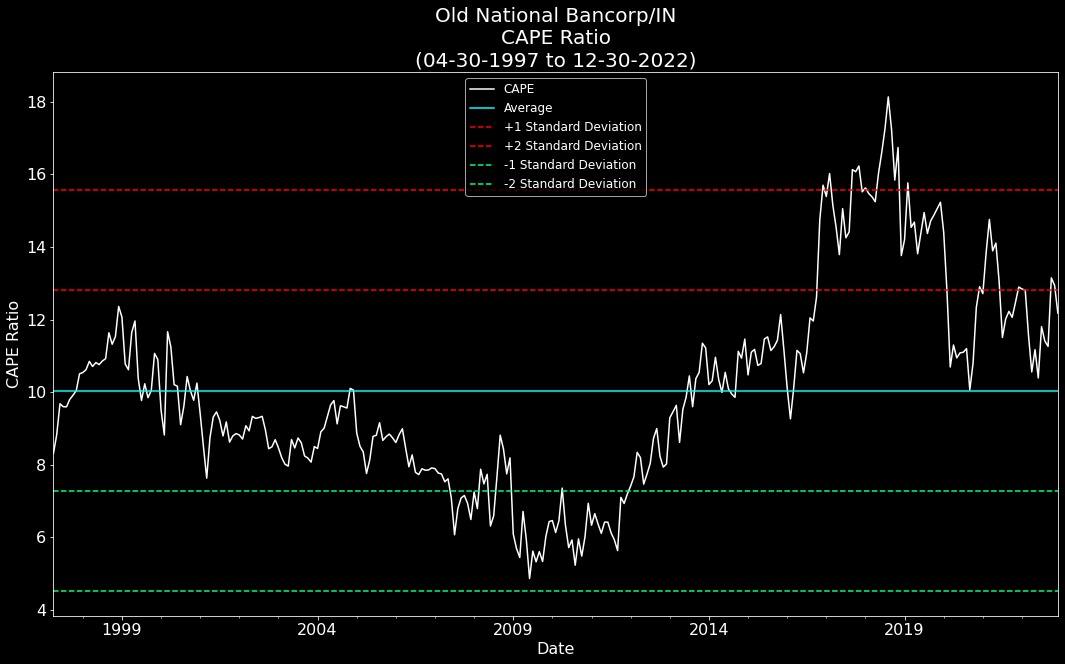 Old National Bancorp/IN
CAPE Ratio
(04-30-1997 to 12-30-2022)
CAPE
Average
+1 Standard Deviation
+2 Standard Deviation
-1 Standard Deviation
-2 Standard Deviation
CAPE Ratio
18
16
14
12
10
8
6
4
1999
2004
2009
2014
2019
Date